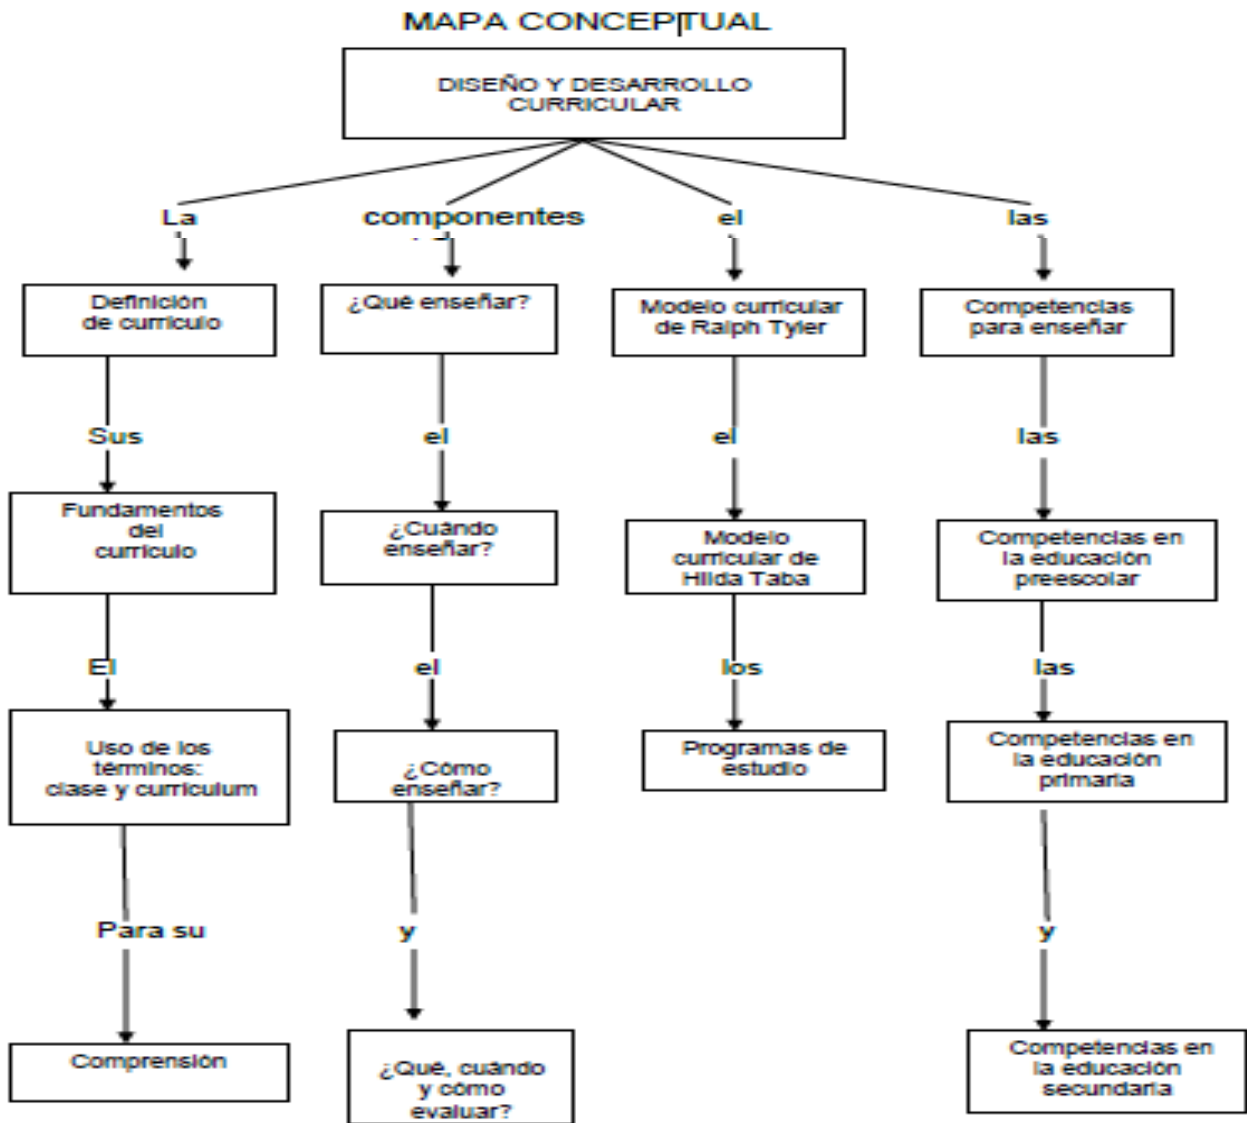 MAPA CONCEPTUAL
DISEÑO Y DESARROLLO
CURRICULAR
La
componentes
el
las
Definición
de currículo
¿Qué enseñar?
Modelo curricular
de Ralph Tyler
Competencias
para enseñar
Sus
el
el
las
Fundamentos
del
currículo
¿Cuándo
enseñar?
Modelo
curricular de
Hilda Taba
Competencias en
la educación
preescolar
El
el
los
las
Uso de los
términos:
clase y curriculum
¿Cómo
enseñar?
Programas de
estudio
Competencias en
la educación
primaria
Para su
y
y
Comprensión
¿Qué, cuándo
y cómo
evaluar?
Competencias en
la educación
secundaria